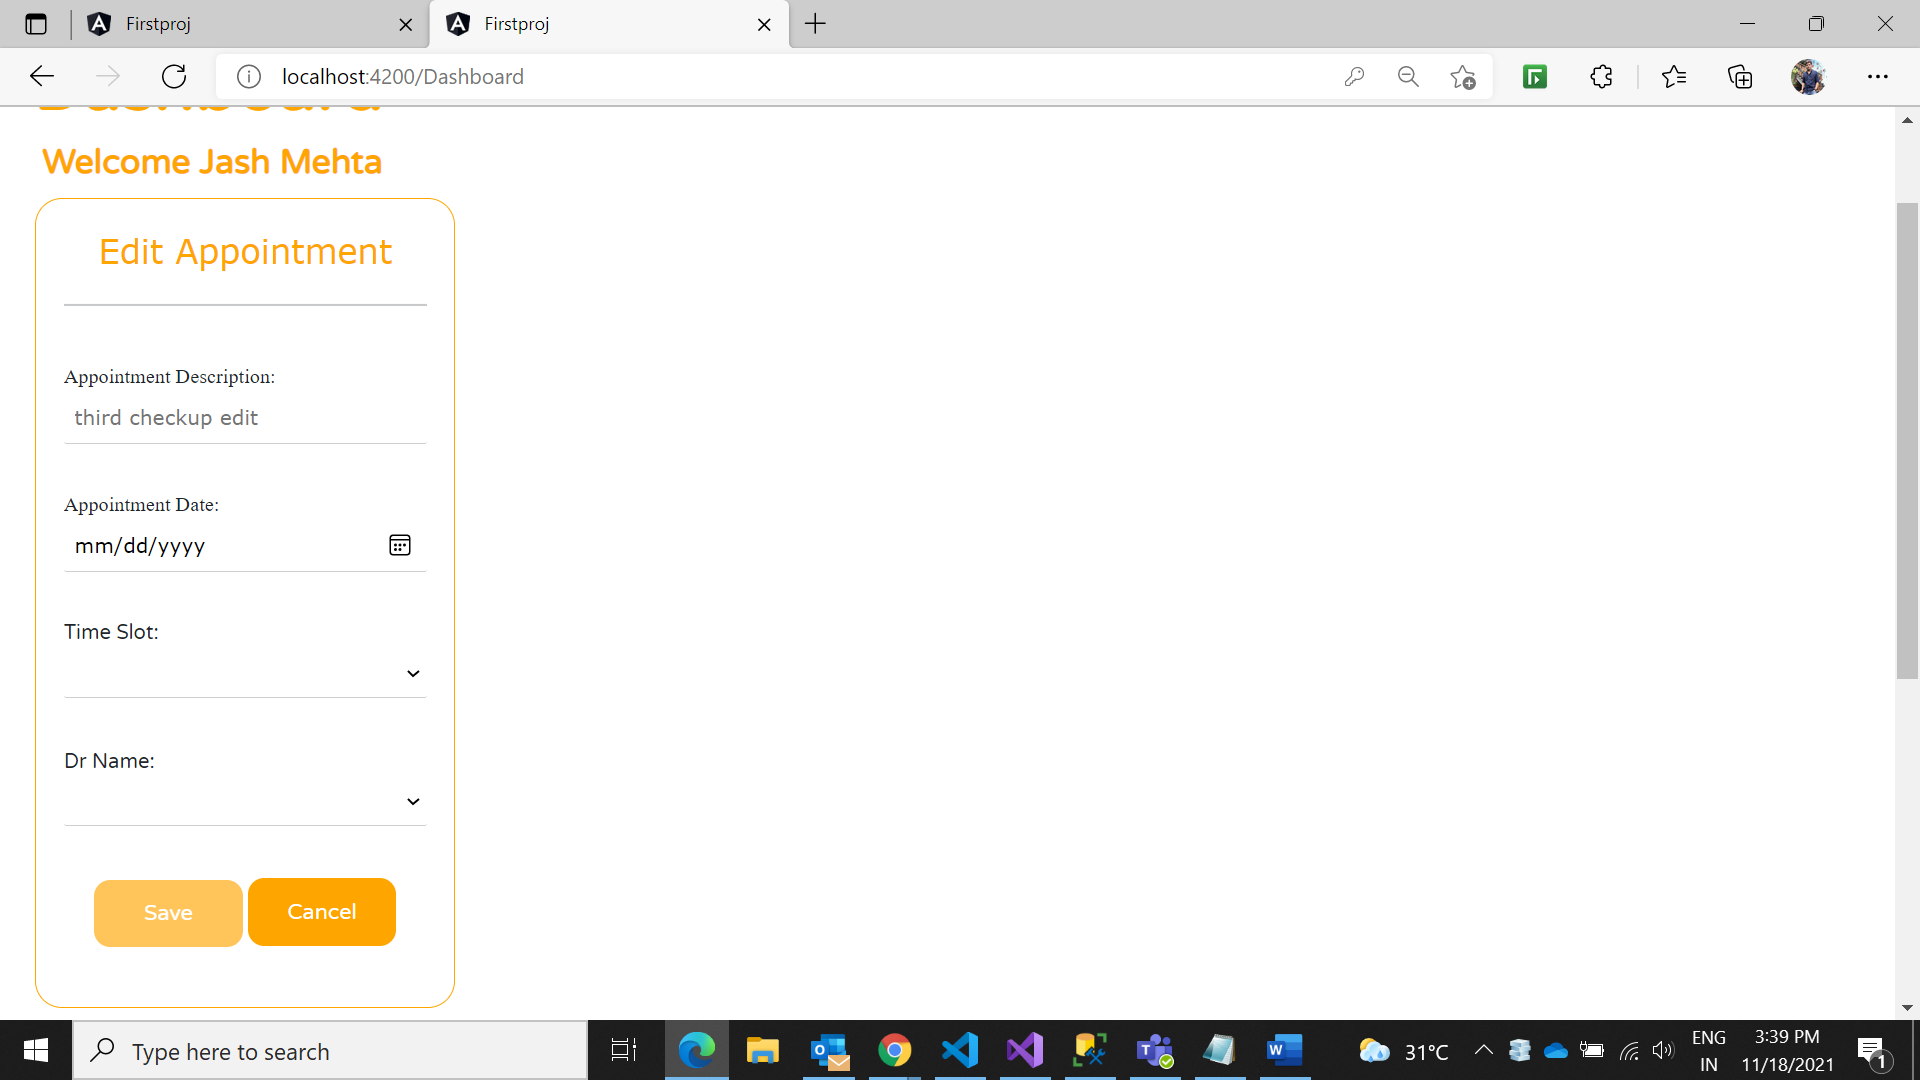 Firstproj
Firstproj
localhost:4200/Dashboard
Welcome Jash Mehta
Edit Appointment
Appointment Description:
third checkup edit
Appointment Date:
mm/dd/yyyy
Time Slot:
Dr Name:
Save
Cancel
Type here to search
31°C
ENG
IN
3:39 PM
11/18/2021
1